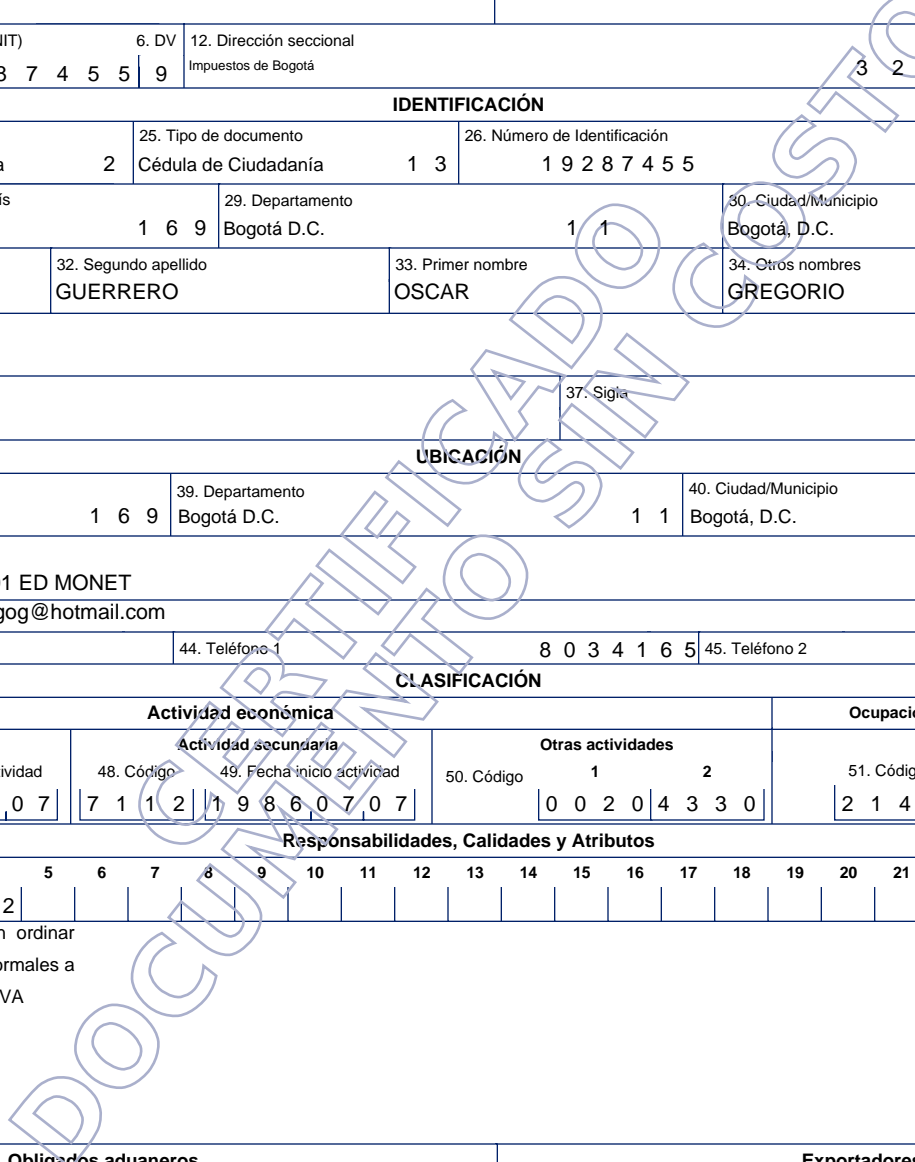 NIT) 6. DV 12. Dirección seccional
8 7 4 5 5 9 Impuestos de Bogotá 3 2
IDENTIFICACIÓN
25. Tipo de documento 26. Número de Identificación
a 2 Cédula de Ciudadanía 1 3 1 9 2 8 7 4 5 5
ís 29. Departamento 30. Ciudad/Municipio
1 6 9 Bogotá D.C. 1 1 Bogotá, D.C.
32. Segundo apellido 33. Primer nombre 34. Otros nombres
GUERRERO OSCAR GREGORIO
37. Sigla
UBICACIÓN
39. Departamento 40. Ciudad/Municipio
1 6 9 Bogotá D.C. 1 1 Bogotá, D.C.
01 ED MONET
gog@hotmail.com
44. Teléfono 1 8 0 3 4 1 6 5 45. Teléfono 2
CLASIFICACIÓN
Actividad económica Ocupació
Actividad secundaria Otras actividades
ividad 48. Código 49. Fecha inicio actividad 50. Código 1 2 51. Códig
0 7 7 1 1 2 1 9 8 6 0 7 0 7 0 0 2 0 4 3 3 0 2 1 4
Responsabilidades, Calidades y Atributos
5 6 7 8 9 10 11 12 13 14 15 16 17 18 19 20 21
2
n ordinar
ormales a
VA
Obligados aduaneros Exportadores
CERTIFICADO
DOCUMENTO SIN COSTO